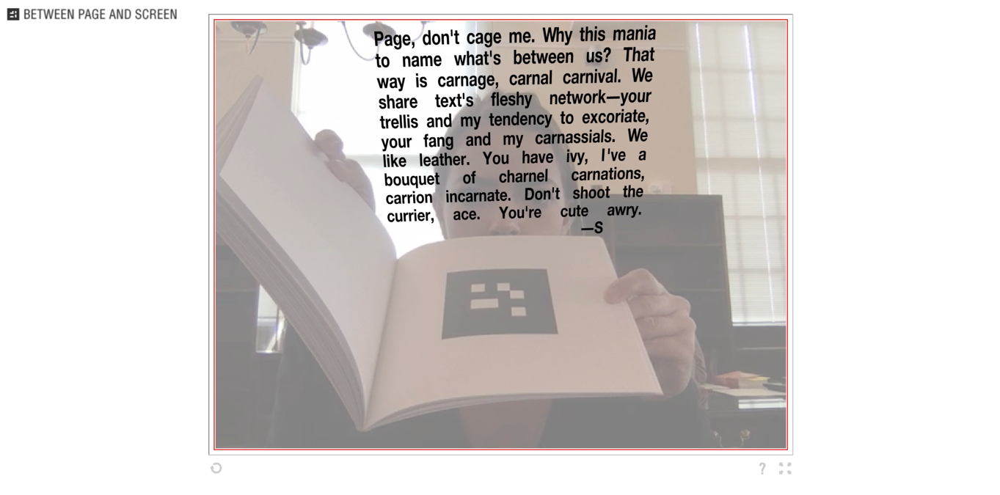 BETWEEN PAGE AND SCREEN
Page, don't cage me. Why this mania
to name what's between us? That
way is carnage, carnal carnival. We
share text's fleshy network—your
trellis and my tendency to excoriate,
your fang and my carnassials. We
like leather. You have ivy, I've a
bouquet of charnel carnations,
carrion incarnate. Don't shoot the
currier, ace. You're cute awry.
—S
?